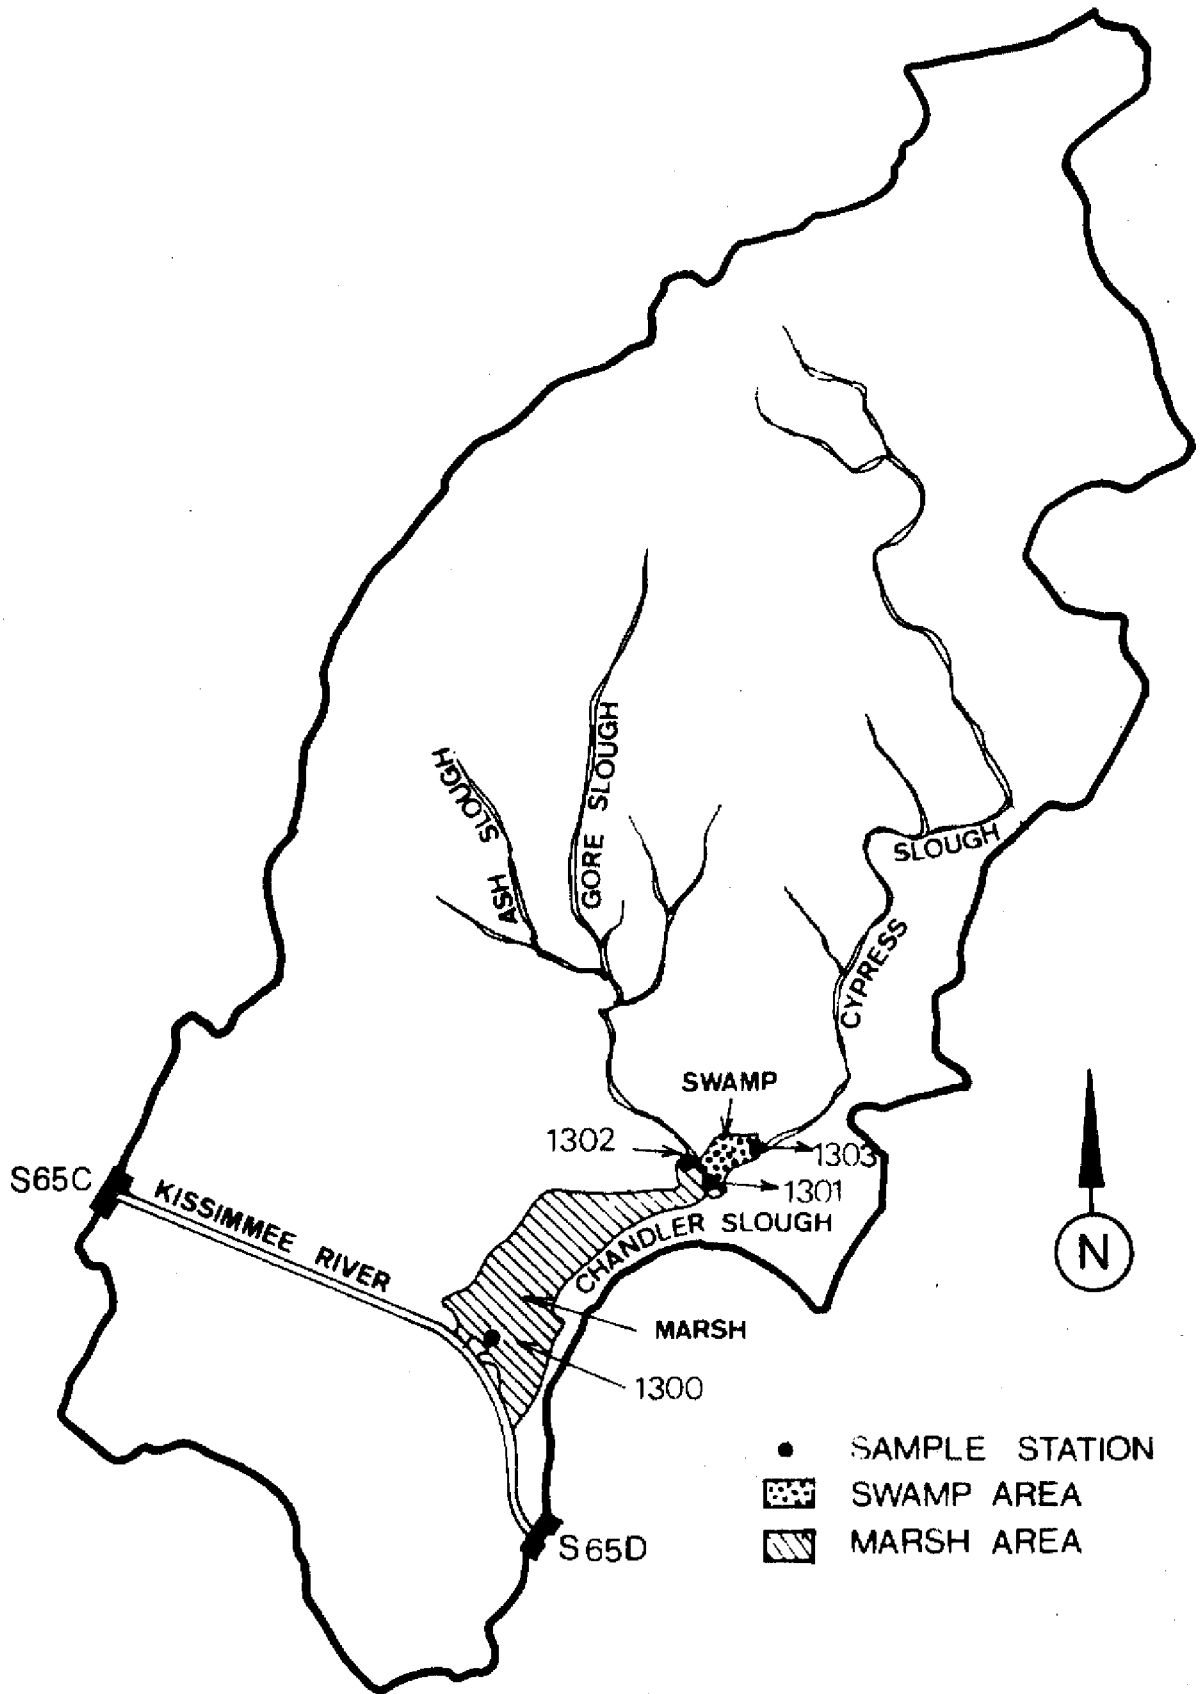 ASH SLOUGH
GORE SLOUGH
SLOUGH
CYPRESS
SWAMP
1302
1303
1301
S65C
KISSIMMEE RIVER
CHANDLER SLOUGH
MARSH
1300
N
SAMPLE STATION
SWAMP AREA
MARSH AREA
S65D